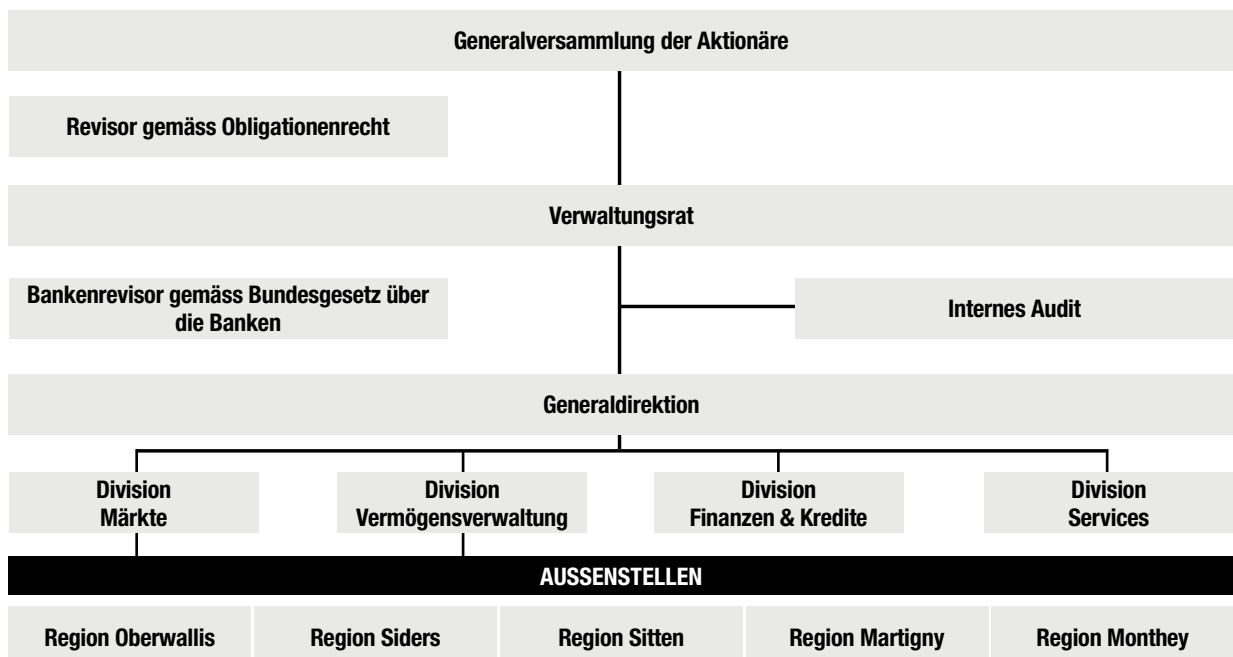 Generalversammlung der Aktionäre
Revisor gemäss Obligationenrecht
Verwaltungsrat
Bankenrevisor gemäss Bundesgesetz über
die Banken
Internes Audit
Generaldirektion
Division
Märkte
Division
Vermögensverwaltung
Division
Finanzen & Kredite
Division
Services
AUSSENSTELLEN
Region Oberwallis
Region Siders
Region Sitten
Region Martigny
Region Monthey